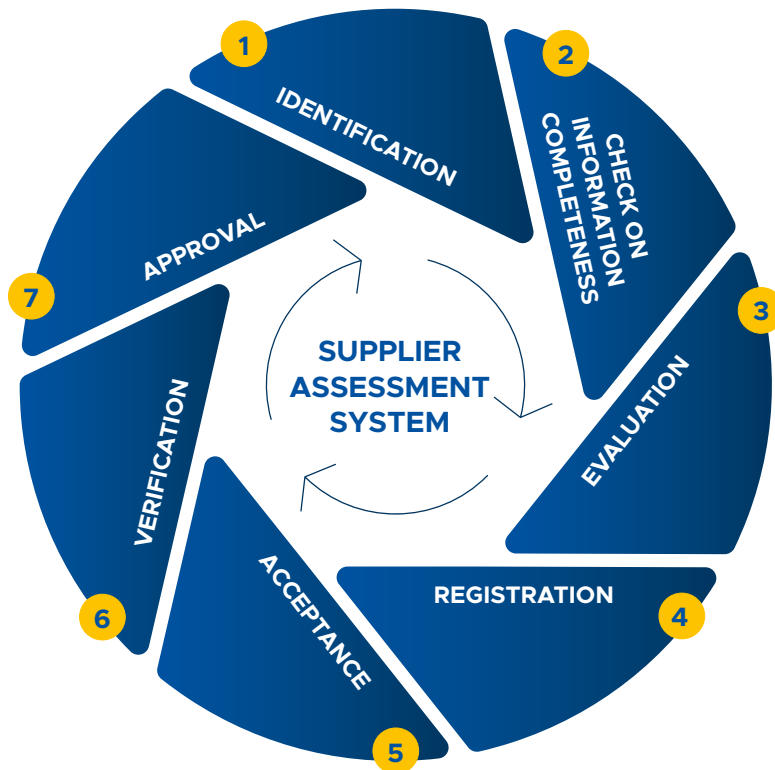 1
IDENTIFICATION
2
CHECK ON
INFORMATION
COMPLETENESS
3
EVALUATION
4
REGISTRATION
5
ACCEPTANCE
6
VERIFICATION
7
APPROVAL
SUPPLIER
ASSESSMENT
SYSTEM